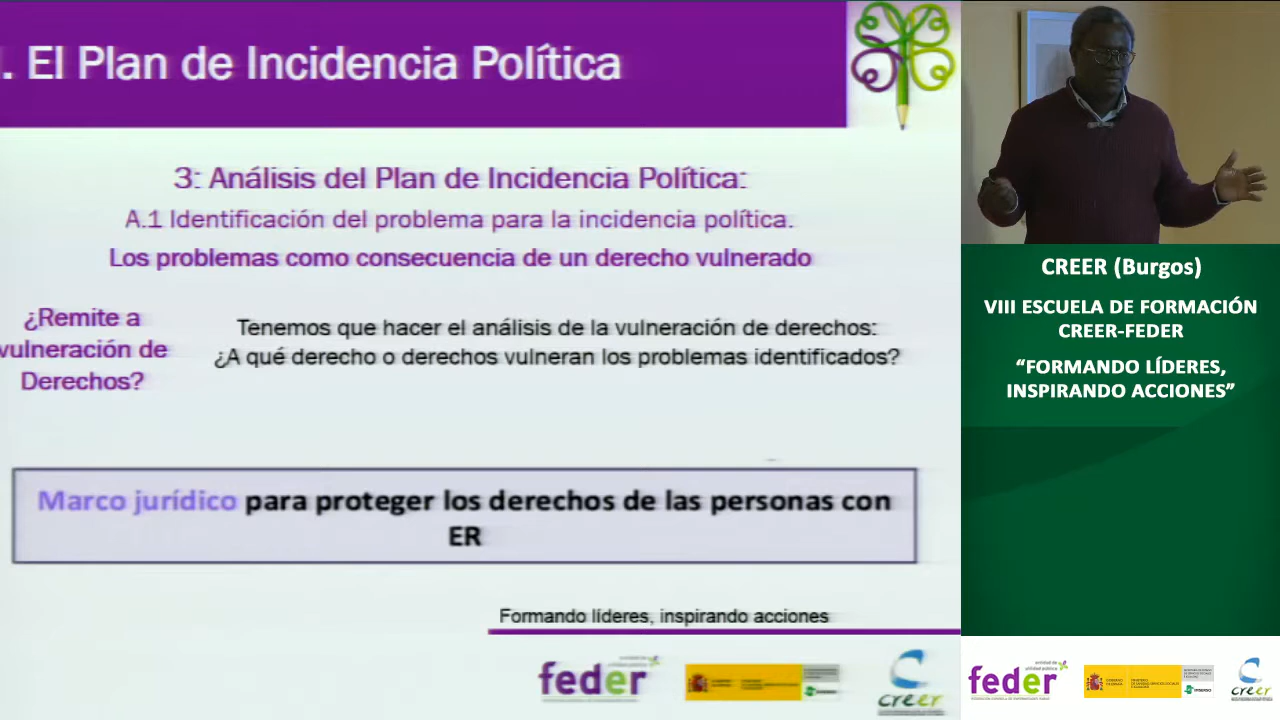 . El Plan de Incidencia Política
3: Análisis del Plan de Incidencia Política:
A.1 Identificación del problema para la incidencia política.
Los problemas como consecuencia de un derecho vulnerado
¿Remite a
vulneración de
Derechos?
Tenemos que hacer el análisis de la vulneración de derechos:
¿A qué derecho o derechos vulneran los problemas identificados?
Marco jurídico para proteger los derechos de las personas con
ER
Formando líderes, inspirando acciones
feder
creer
CREER (Burgos)
VIII ESCUELA DE FORMACIÓN
CREER-FEDER
“FORMANDO LÍDERES,
INSPIRANDO ACCIONES”
feder
creer